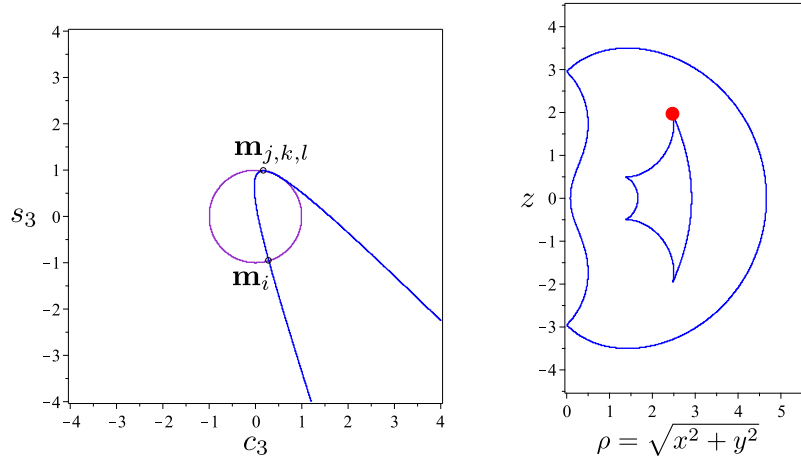 4
3
2
1
0
−1
−2
−3
−4
s₃
m_{j,k,l}
m_i
−4 −3 −2 −1 0 1 2 3 4
c₃
4
3
2
1
0
−1
−2
−3
−4
z
0 1 2 3 4 5
ρ = √(x² + y²)